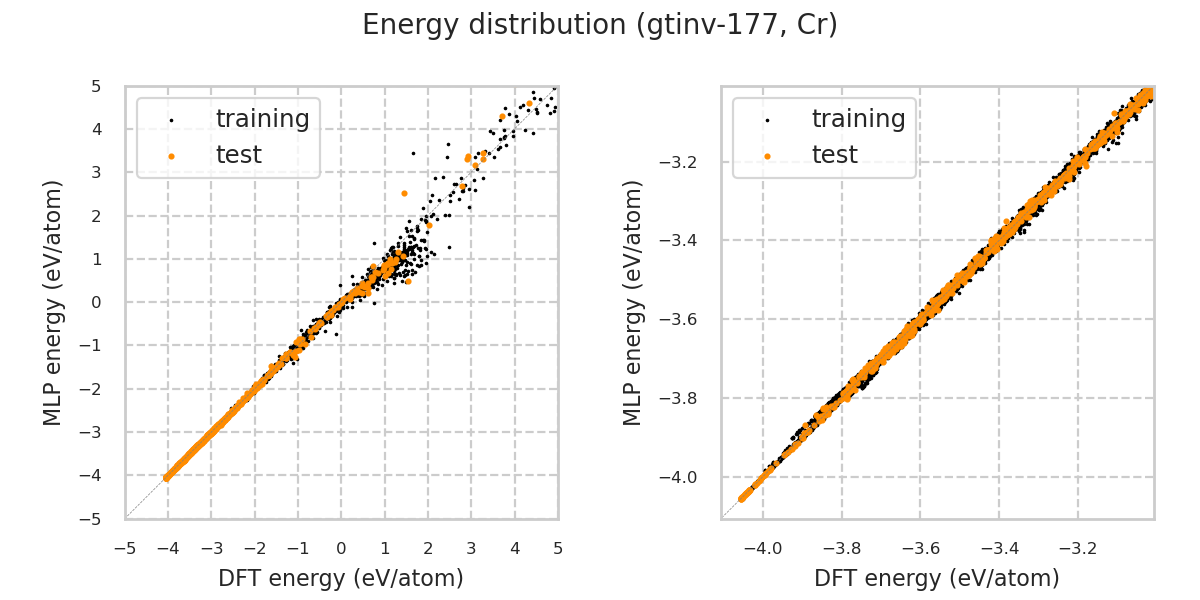 Energy distribution (gtinv-177, Cr)
training
test
MLP energy (eV/atom)
5
4
3
2
1
0
−1
−2
−3
−4
−5
−5 −4 −3 −2 −1 0 1 2 3 4 5
DFT energy (eV/atom)
training
test
MLP energy (eV/atom)
−3.2
−3.4
−3.6
−3.8
−4.0
−4.0 −3.8 −3.6 −3.4 −3.2
DFT energy (eV/atom)